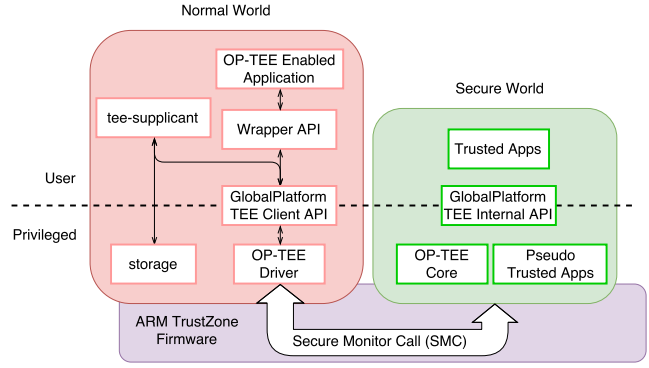 Normal World
OP-TEE Enabled
Application
tee-supplicant
Wrapper API
Secure World
Trusted Apps
User
GlobalPlatform
TEE Client API
GlobalPlatform
TEE Internal API
Privileged
storage
OP-TEE
Driver
OP-TEE
Core
Pseudo
Trusted Apps
ARM TrustZone
Firmware
Secure Monitor Call (SMC)